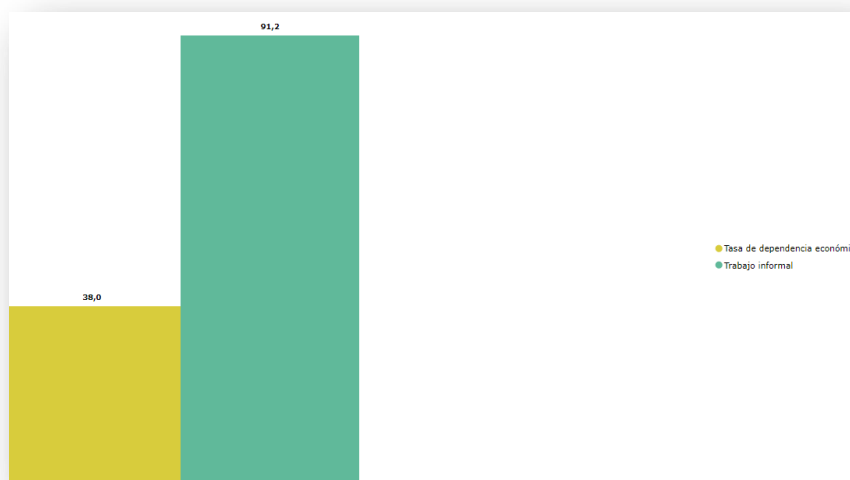 91,2
38,0
Tasa de dependencia económi
Trabajo informal